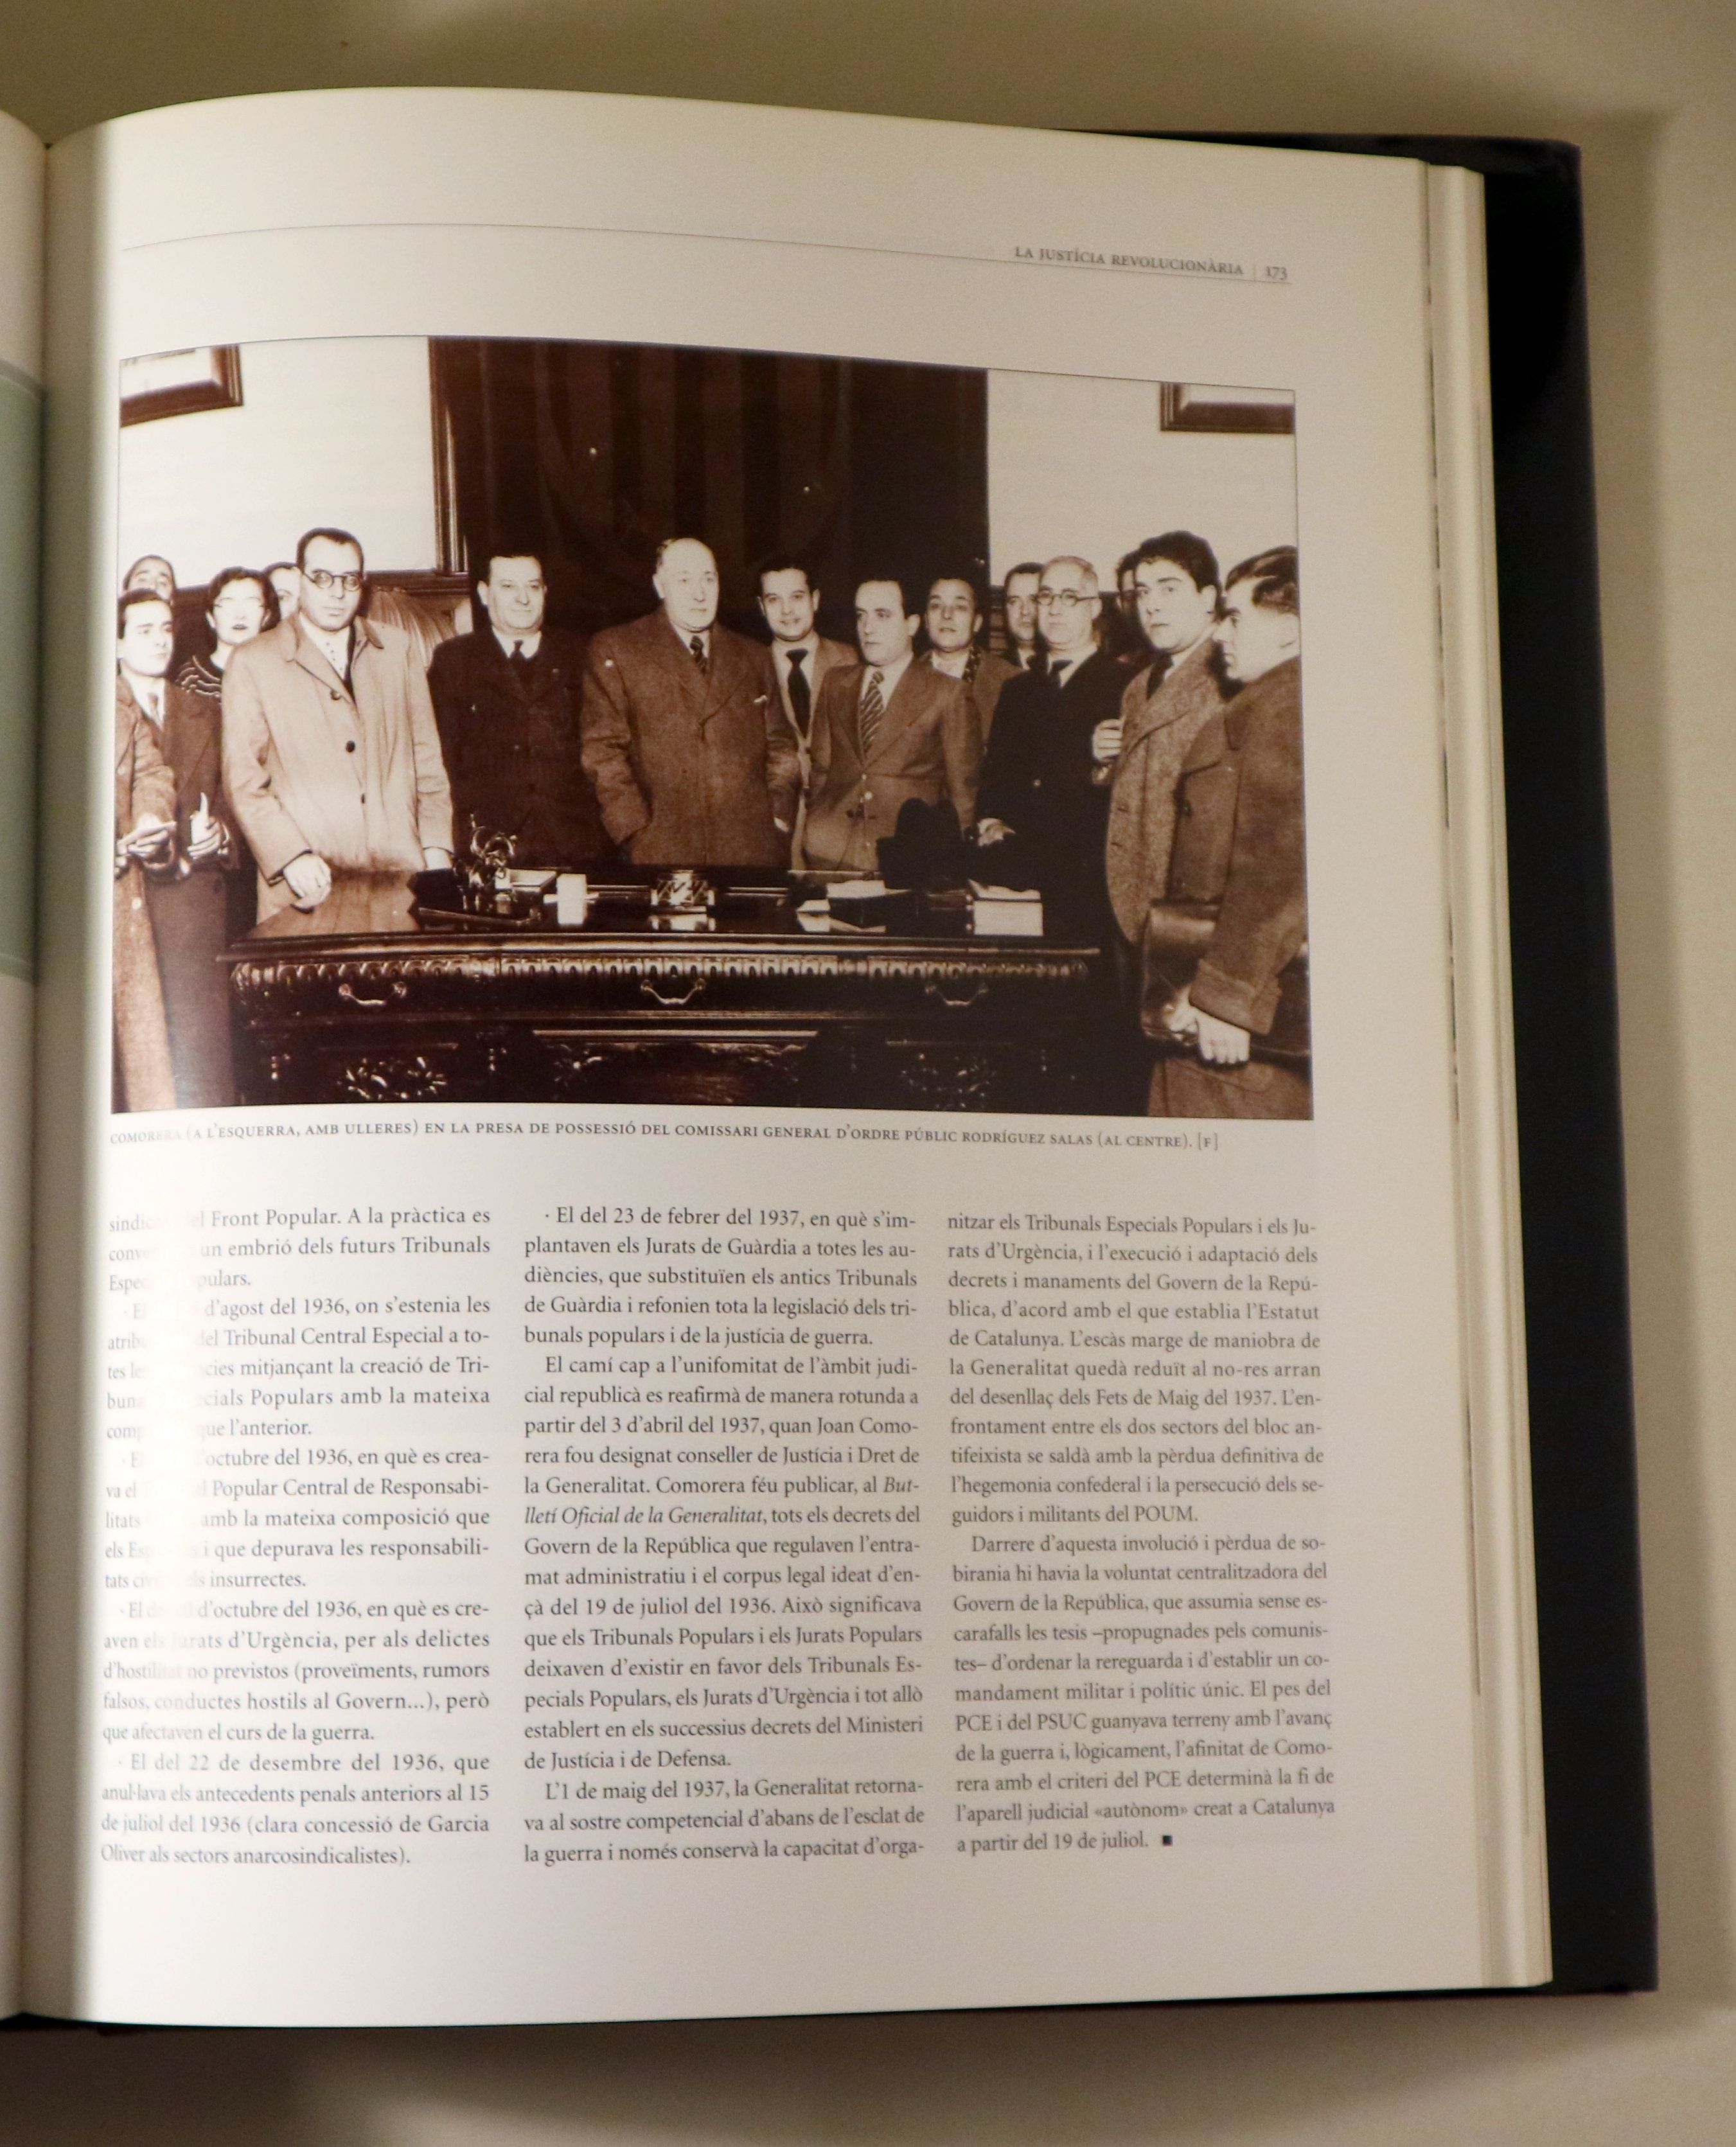 LA JUSTÍCIA REVOLUCIONÀRIA | 173
COMORERA (A L'ESQUERRA, AMB ULLERES) EN LA PRESA DE POSSESSIÓ DEL COMISSARI GENERAL D'ORDRE PÚBLIC RODRÍGUEZ SALAS (AL CENTRE). [F]
Front Popular. A la pràctica es
un embrió dels futurs Tribunals
d'agost del 1936, on s'estenia les
Tribunal Central Especial a to-
mitjançant la creació de Tri-
Populars amb la mateixa
que l'anterior.
· octubre del 1936, en què es crea-
va el Popular Central de Responsabi-
litats amb la mateixa composició que
els i que depurava les responsabili-
tats insurrectes.
· El d'octubre del 1936, en què es cre-
aven els Jurats d'Urgència, per als delictes
d'hostilitat no previstos (proveïments, rumors
falsos, conductes hostils al Govern...), però
que afectaven el curs de la guerra.
· El del 22 de desembre del 1936, que
anul·lava els antecedents penals anteriors al 15
de juliol del 1936 (clara concessió de Garcia
Oliver als sectors anarcosindicalistes).
· El del 23 de febrer del 1937, en què s'im-
plantaven els Jurats de Guàrdia a totes les au-
diències, que substituïen els antics Tribunals
de Guàrdia i refonien tota la legislació dels tri-
bunals populars i de la justícia de guerra.
El camí cap a l'unifomitat de l'àmbit judi-
cial republicà es reafirmà de manera rotunda a
partir del 3 d'abril del 1937, quan Joan Como-
rera fou designat conseller de Justícia i Dret de
la Generalitat. Comorera féu publicar, al But-
lletí Oficial de la Generalitat, tots els decrets del
Govern de la República que regulaven l'entra-
mat administratiu i el corpus legal ideat d'en-
çà del 19 de juliol del 1936. Això significava
que els Tribunals Populars i els Jurats Populars
deixaven d'existir en favor dels Tribunals Es-
pecials Populars, els Jurats d'Urgència i tot allò
establert en els successius decrets del Ministeri
de Justícia i de Defensa.
L'1 de maig del 1937, la Generalitat retorna-
va al sostre competencial d'abans de l'esclat de
la guerra i només conservà la capacitat d'orga-
nitzar els Tribunals Especials Populars i els Ju-
rats d'Urgència, i l'execució i adaptació dels
decrets i manaments del Govern de la Repú-
blica, d'acord amb el que establia l'Estatut
de Catalunya. L'escàs marge de maniobra de
la Generalitat quedà reduït al no-res arran
del desenllaç dels Fets de Maig del 1937. L'en-
frontament entre els dos sectors del bloc an-
tifeixista se saldà amb la pèrdua definitiva de
l'hegemonia confederal i la persecució dels se-
guidors i militants del POUM.
Darrere d'aquesta involució i pèrdua de so-
birania hi havia la voluntat centralitzadora del
Govern de la República, que assumia sense es-
carafalls les tesis –propugnades pels comunis-
tes– d'ordenar la rereguarda i d'establir un co-
mandament militar i polític únic. El pes del
PCE i del PSUC guanyava terreny amb l'avanç
de la guerra i, lògicament, l'afinitat de Como-
rera amb el criteri del PCE determinà la fi de
l'aparell judicial «autònom» creat a Catalunya
a partir del 19 de juliol. ■